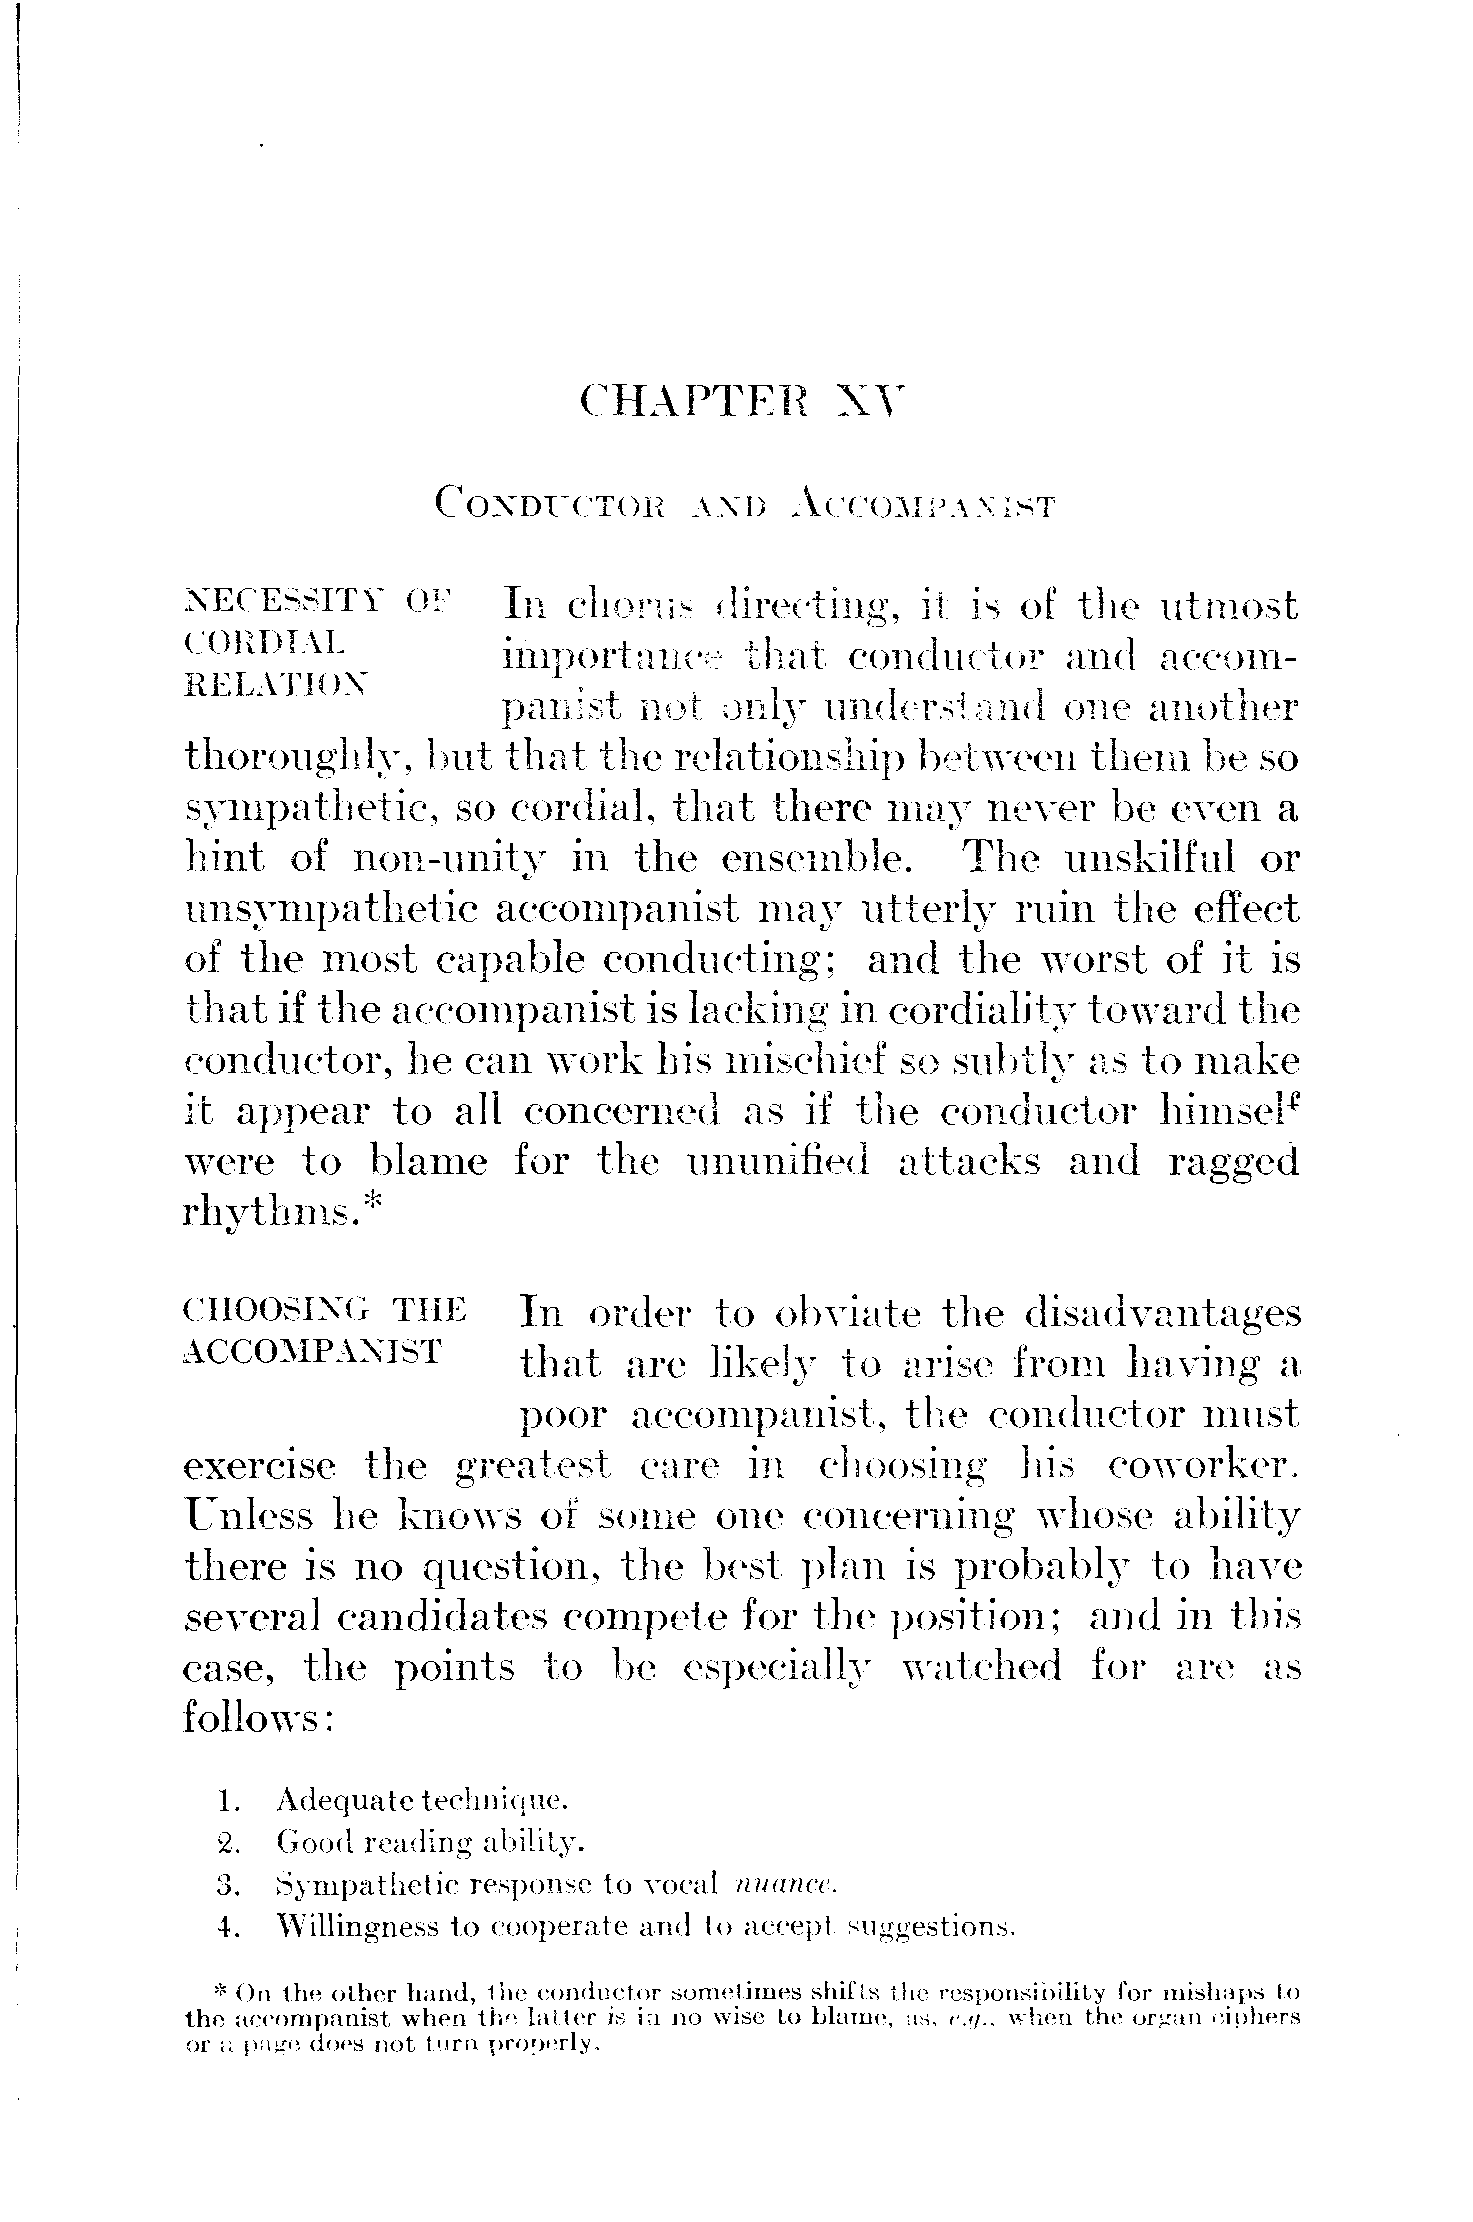 CHAPTER XV
CONDUCTOR AND ACCOMPANIST
NECESSITY OF
CORDIAL
RELATION
In chorus directing, it is of the utmost
importance that conductor and accom-
panist not only understand one another
thoroughly, but that the relationship between them be so
sympathetic, so cordial, that there may never be even a
hint of non-unity in the ensemble. The unskilful or
unsympathetic accompanist may utterly ruin the effect
of the most capable conducting; and the worst of it is
that if the accompanist is lacking in cordiality toward the
conductor, he can work his mischief so subtly as to make
it appear to all concerned as if the conductor himself
were to blame for the ununified attacks and ragged
rhythms.*
CHOOSING THE
ACCOMPANIST
In order to obviate the disadvantages
that are likely to arise from having a
poor accompanist, the conductor must
exercise the greatest care in choosing his coworker.
Unless he knows of some one concerning whose ability
there is no question, the best plan is probably to have
several candidates compete for the position; and in this
case, the points to be especially watched for are as
follows:
1. Adequate technique.
2. Good reading ability.
3. Sympathetic response to vocal nuance.
4. Willingness to cooperate and to accept suggestions.
* On the other hand, the conductor sometimes shifts the responsibility for mishaps to
the accompanist when the latter is in no wise to blame, as, e.g., when the organ ciphers
or a page does not turn properly.